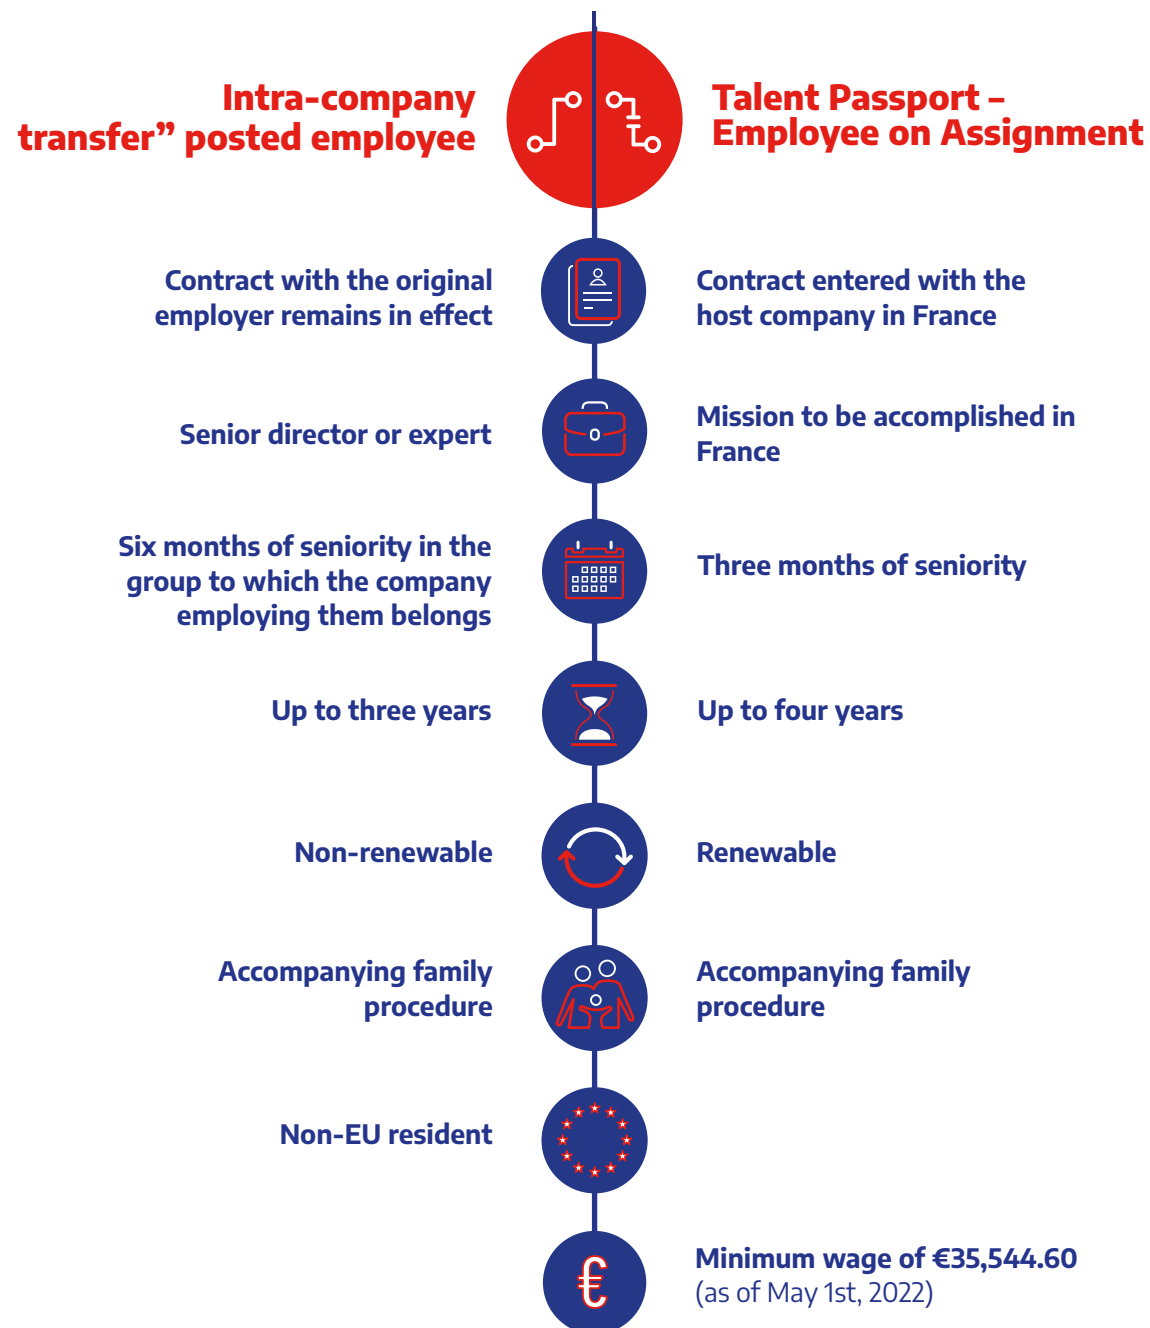 Intra-company
transfer” posted employee
Talent Passport –
Employee on Assignment
Contract with the original
employer remains in effect
Contract entered with the
host company in France
Senior director or expert
Mission to be accomplished in
France
Six months of seniority in the
group to which the company
employing them belongs
Three months of seniority
Up to three years
Up to four years
Non-renewable
Renewable
Accompanying family
procedure
Accompanying family
procedure
Non-EU resident
€
Minimum wage of €35,544.60
(as of May 1st, 2022)